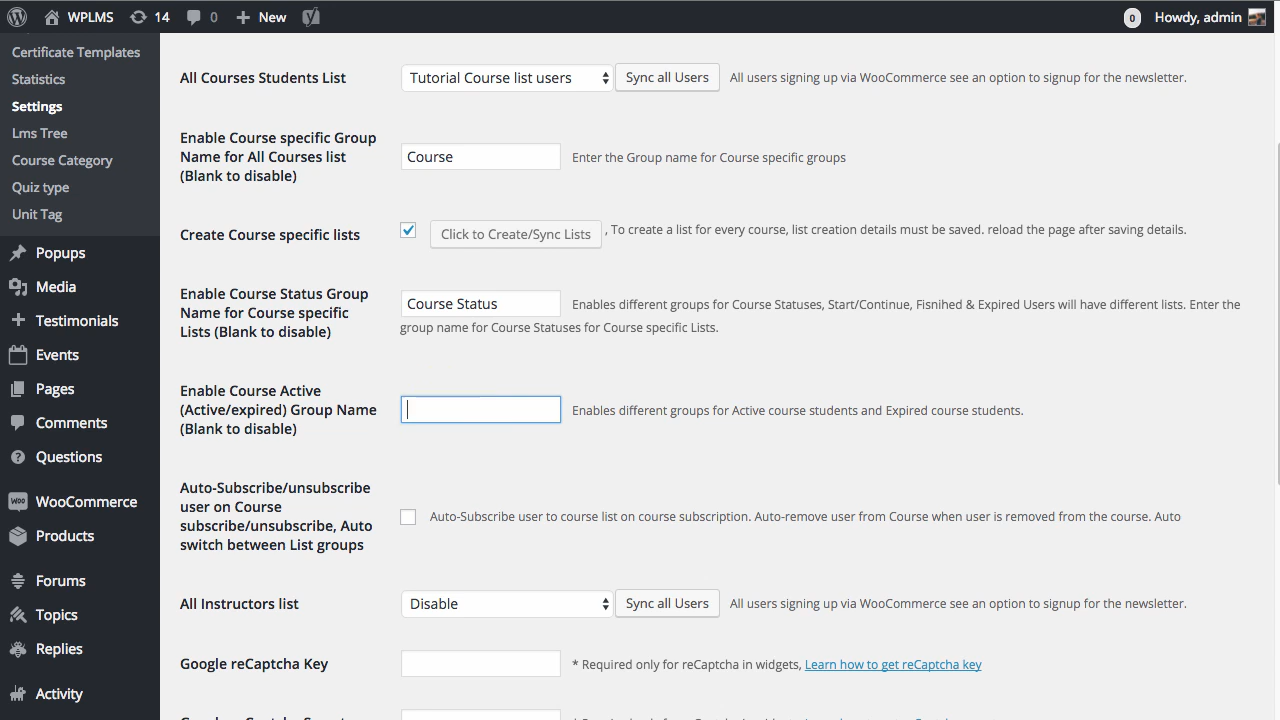 WPLMS 14 0 New 0 Howdy, admin
Certificate Templates
Statistics
Settings
Lms Tree
Course Category
Quiz type
Unit Tag
Popups
Media
Testimonials
Events
Pages
Comments
Questions
WOO WooCommerce
Products
Forums
Topics
Replies
Activity
All Courses Students List Tutorial Course list users Sync all Users All users signing up via WooCommerce see an option to signup for the newsletter.
Enable Course specific Group
Name for All Courses list
(Blank to disable)
Course Enter the Group name for Course specific groups
Create Course specific lists Click to Create/Sync Lists , To create a list for every course, list creation details must be saved. reload the page after saving details.
Enable Course Status Group
Name for Course specific
Lists (Blank to disable)
Course Status Enables different groups for Course Statuses, Start/Continue, Fisnihed & Expired Users will have different lists. Enter the
group name for Course Statuses for Course specific Lists.
Enable Course Active
(Active/expired) Group Name
(Blank to disable)
Enables different groups for Active course students and Expired course students.
Auto-Subscribe/unsubscribe
user on Course
subscribe/unsubscribe, Auto
switch between List groups
Auto-Subscribe user to course list on course subscription. Auto-remove user from Course when user is removed from the course. Auto
All Instructors list Disable Sync all Users All users signing up via WooCommerce see an option to signup for the newsletter.
Google reCaptcha Key * Required only for reCaptcha in widgets, Learn how to get reCaptcha key